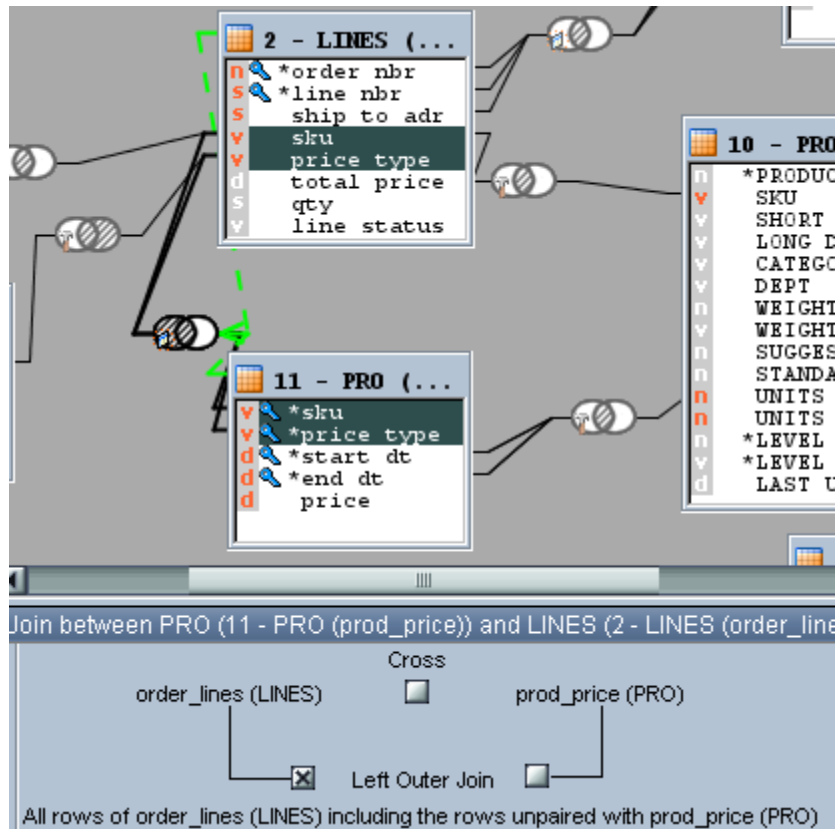 2 - LINES (...
n *order nbr
s *line nbr
s ship to adr
v sku
v price type
d total price
s qty
v line status
10 - PRO
n *PRODUC
v SKU
v SHORT
v LONG D
v CATEGO
v DEPT
n WEIGHT
v WEIGHT
n SUGGES
n STANDA
n UNITS
n UNITS
n *LEVEL
v *LEVEL
d LAST U
11 - PRO (...
v *sku
v *price type
d *start dt
d *end dt
d price
Join between PRO (11 - PRO (prod_price)) and LINES (2 - LINES (order_line
Cross
order_lines (LINES) prod_price (PRO)
Left Outer Join
All rows of order_lines (LINES) including the rows unpaired with prod_price (PRO)